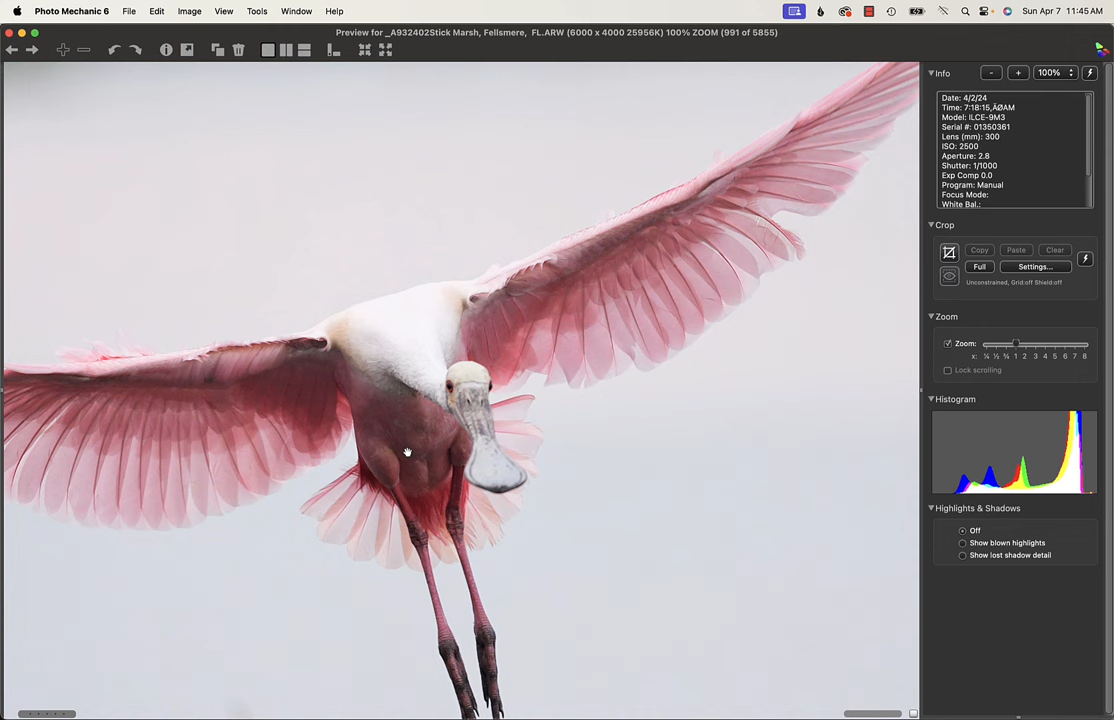 Photo Mechanic 6 File Edit Image View Tools Window Help Sun Apr 7 11:45 AM
Preview for _A932402Stick Marsh, Fellsmere, FL.ARW (6000 x 4000 25956K) 100% ZOOM (991 of 5855)
Info - + 100%
Date: 4/2/24
Time: 7:18:15‚ÄØAM
Model: ILCE-9M3
Serial #: 01350361
Lens (mm): 300
ISO: 2500
Aperture: 2.8
Shutter: 1/1000
Exp Comp 0.0
Program: Manual
Focus Mode:
White Bal.:
Crop
Copy Paste Clear
Full Settings...
Unconstrained, Grid:off Shield:off
Zoom
Zoom:
x: ¼ ½ ¾ 1 2 3 4 5 6 7 8
Lock scrolling
Histogram
Highlights & Shadows
Off
Show blown highlights
Show lost shadow detail